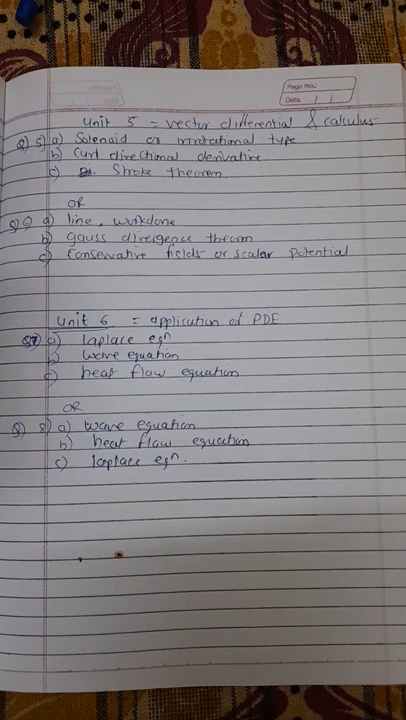 Page No.:
Date / /
Unit 5 = vector differential & calculus
Q) 5) a) Solenoid or irrotational type
b) Curl directional derivative
c) Stroke theorem
OR
Q6) a) line, workdone
b) gauss divergence theorem
c) Conservative fields or scalar potential
Unit 6 = application of PDE
Q7) a) laplace eqn
b) wave equation
c) heat flow equation
OR
Q) 8) a) wave equation
b) heat flow equation
c) laplace eqn.